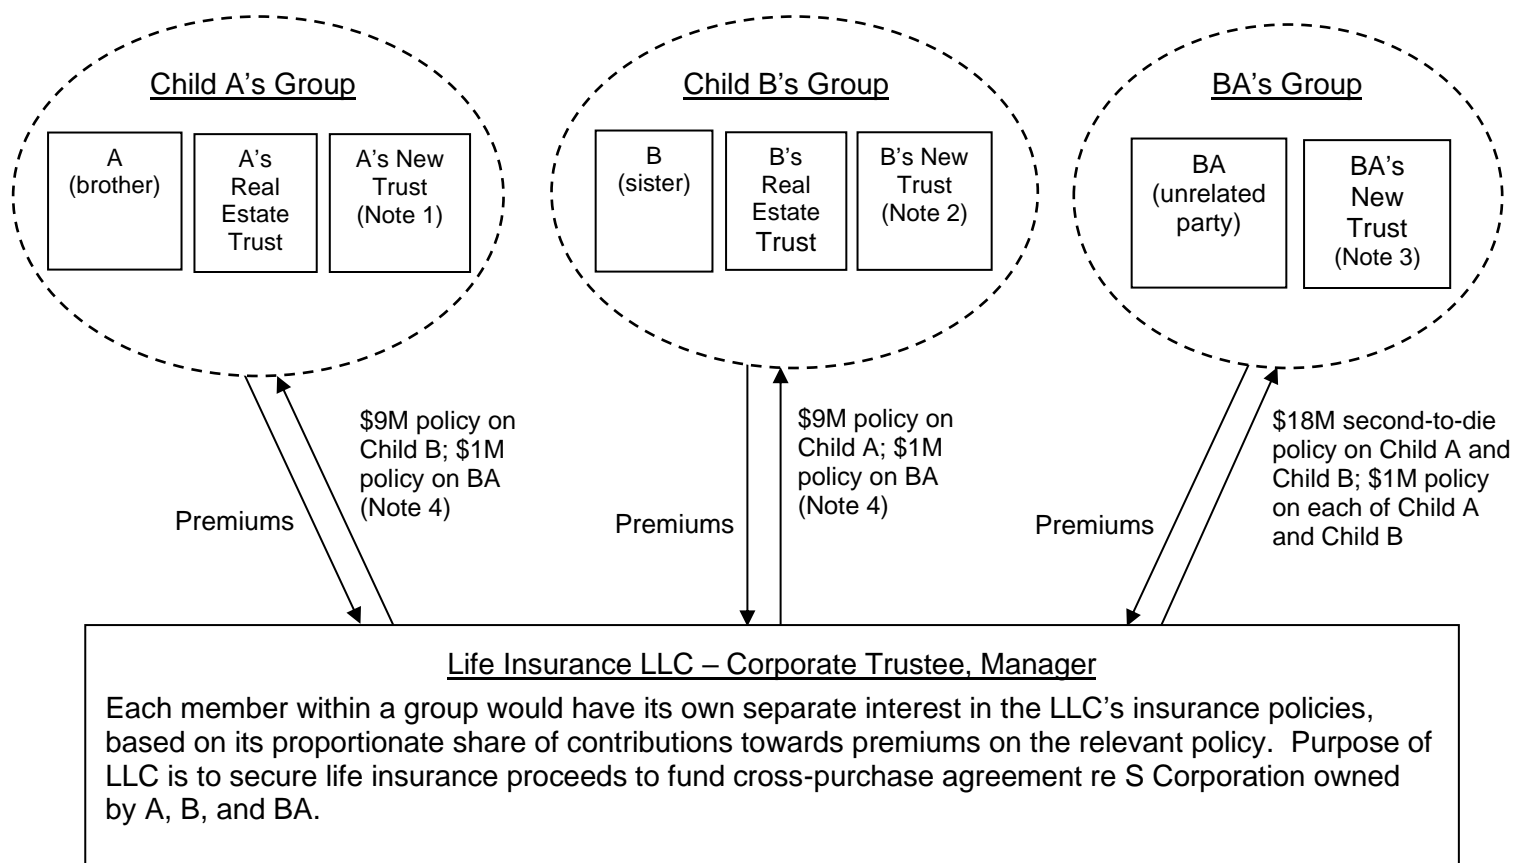 Child A’s Group
A
(brother)
A’s
Real
Estate
Trust
A’s New
Trust
(Note 1)
Child B’s Group
B
(sister)
B’s
Real
Estate
Trust
B’s New
Trust
(Note 2)
BA’s Group
BA
(unrelated
party)
BA’s
New
Trust
(Note 3)
Premiums
$9M policy on
Child B; $1M
policy on BA
(Note 4)
Premiums
$9M policy on
Child A; $1M
policy on BA
(Note 4)
Premiums
$18M second-to-die
policy on Child A and
Child B; $1M policy
on each of Child A
and Child B
Life Insurance LLC – Corporate Trustee, Manager
Each member within a group would have its own separate interest in the LLC’s insurance policies,
based on its proportionate share of contributions towards premiums on the relevant policy.  Purpose of
LLC is to secure life insurance proceeds to fund cross-purchase agreement re S Corporation owned
by A, B, and BA.